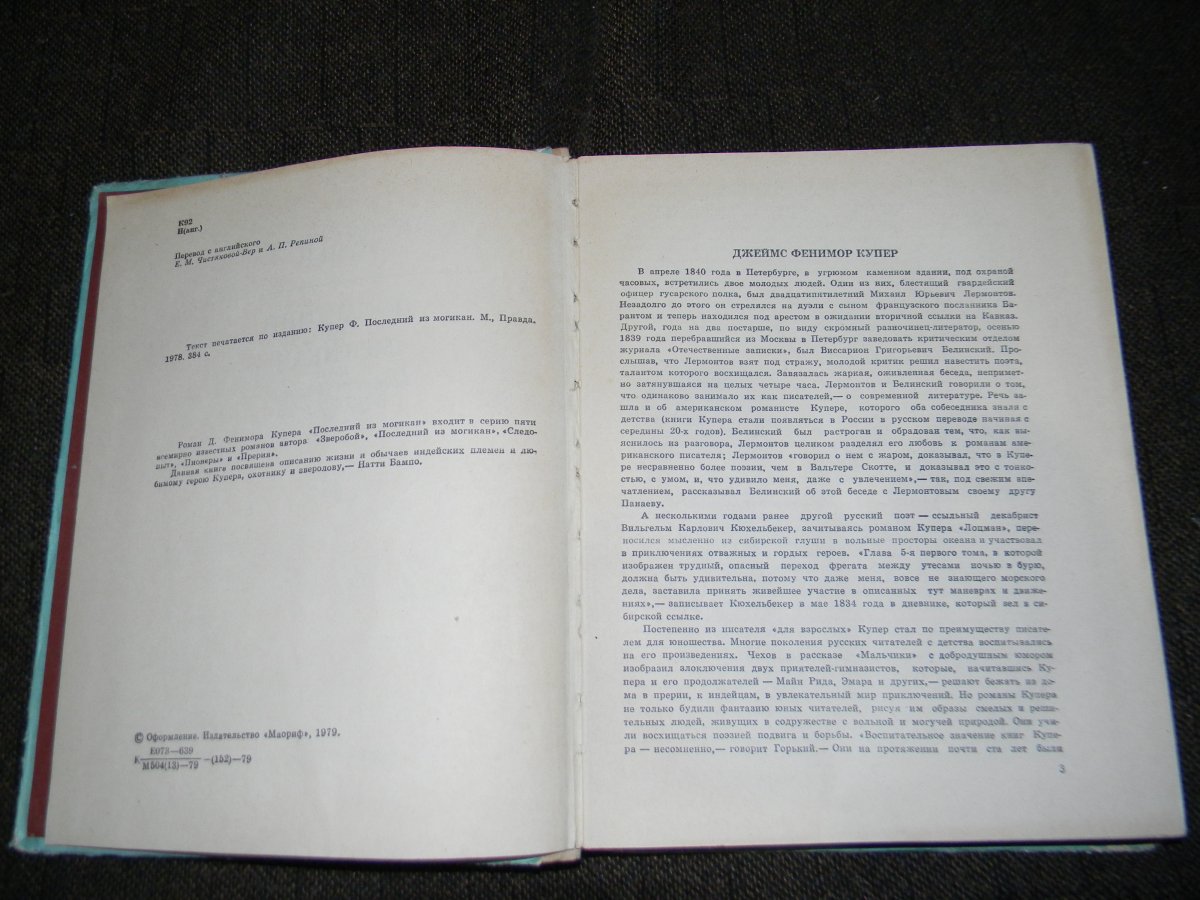 К92
И(анг.)
Перевод с английского
Е. М. Чистяковой-Вэр и А. П. Репиной
Текст печатается по изданию: Купер Ф. Последний из могикан. М., Правда,
1978. 384 с.
Роман Д. Фенимора Купера «Последний из могикан» входит в серию пяти
всемирно известных романов автора «Зверобой», «Последний из могикан», «Следо-
пыт», «Пионеры» и «Прерия».
Данная книга посвящена описанию жизни и обычаев индейских племен и лю-
бимому герою Купера, охотнику и зверолову,— Натти Бампо.
© Оформление. Издательство «Маориф», 1979.
К Е073—639
М504(13)—79 —(152)—79
ДЖЕЙМС ФЕНИМОР КУПЕР
В апреле 1840 года в Петербурге, в угрюмом каменном здании, под охраной
часовых, встретились двое молодых людей. Один из них, блестящий гвардейский
офицер гусарского полка, был двадцатипятилетний Михаил Юрьевич Лермонтов.
Незадолго до этого он стрелялся на дуэли с сыном французского посланника Ба-
рантом и теперь находился под арестом в ожидании вторичной ссылки на Кавказ.
Другой, года на два постарше, по виду скромный разночинец-литератор, осенью
1839 года перебравшийся из Москвы в Петербург заведовать критическим отделом
журнала «Отечественные записки», был Виссарион Григорьевич Белинский. Про-
слышав, что Лермонтов взят под стражу, молодой критик решил навестить поэта,
талантом которого восхищался. Завязалась жаркая, оживленная беседа, непримет-
но затянувшаяся на целых четыре часа. Лермонтов и Белинский говорили о том,
что одинаково занимало их как писателей,— о современной литературе. Речь за-
шла и об американском романисте Купере, которого оба собеседника знали с
детства (книги Купера стали появляться в России в русском переводе начиная с
середины 20-х годов). Белинский был растроган и обрадован тем, что, как вы-
яснилось из разговора, Лермонтов целиком разделял его любовь к романам аме-
риканского писателя; Лермонтов «говорил о нем с жаром, доказывал, что в Купе-
ре несравненно более поэзии, чем в Вальтере Скотте, и доказывал это с тонко-
стью, с умом, и, что удивило меня, даже с увлечением»,— так, под свежим впе-
чатлением, рассказывал Белинский об этой беседе с Лермонтовым своему другу
Панаеву.
А несколькими годами ранее другой русский поэт — ссыльный декабрист
Вильгельм Карлович Кюхельбекер, зачитываясь романом Купера «Лоцман», пере-
носился мысленно из сибирской глуши в вольные просторы океана и участвовал
в приключениях отважных и гордых героев. «Глава 5-я первого тома, в которой
изображен трудный, опасный переход фрегата между утесами ночью в бурю,
должна быть удивительна, потому что даже меня, вовсе не знающего морского
дела, заставила принять живейшее участие в описанных тут маневрах и движе-
ниях»,— записывает Кюхельбекер в мае 1834 года в дневнике, который вел в си-
бирской ссылке.
Постепенно из писателя «для взрослых» Купер стал по преимуществу писате-
лем для юношества. Многие поколения русских читателей с детства воспитывались
на его произведениях. Чехов в рассказе «Мальчики» с добродушным юмором
изобразил злоключения двух приятелей-гимназистов, которые, начитавшись Ку-
пера и его продолжателей — Майн Рида, Эмара и других,— решают бежать из до-
ма в прерии, к индейцам, в увлекательный мир приключений. Но романы Купера
не только будили фантазию юных читателей, рисуя им образы смелых и реши-
тельных людей, живущих в содружестве с вольной и могучей природой. Они учи-
ли восхищаться поэзией подвига и борьбы. «Воспитательное значение книг Купе-
ра — несомненно,— говорит Горький.— Они на протяжении почти ста лет были
3